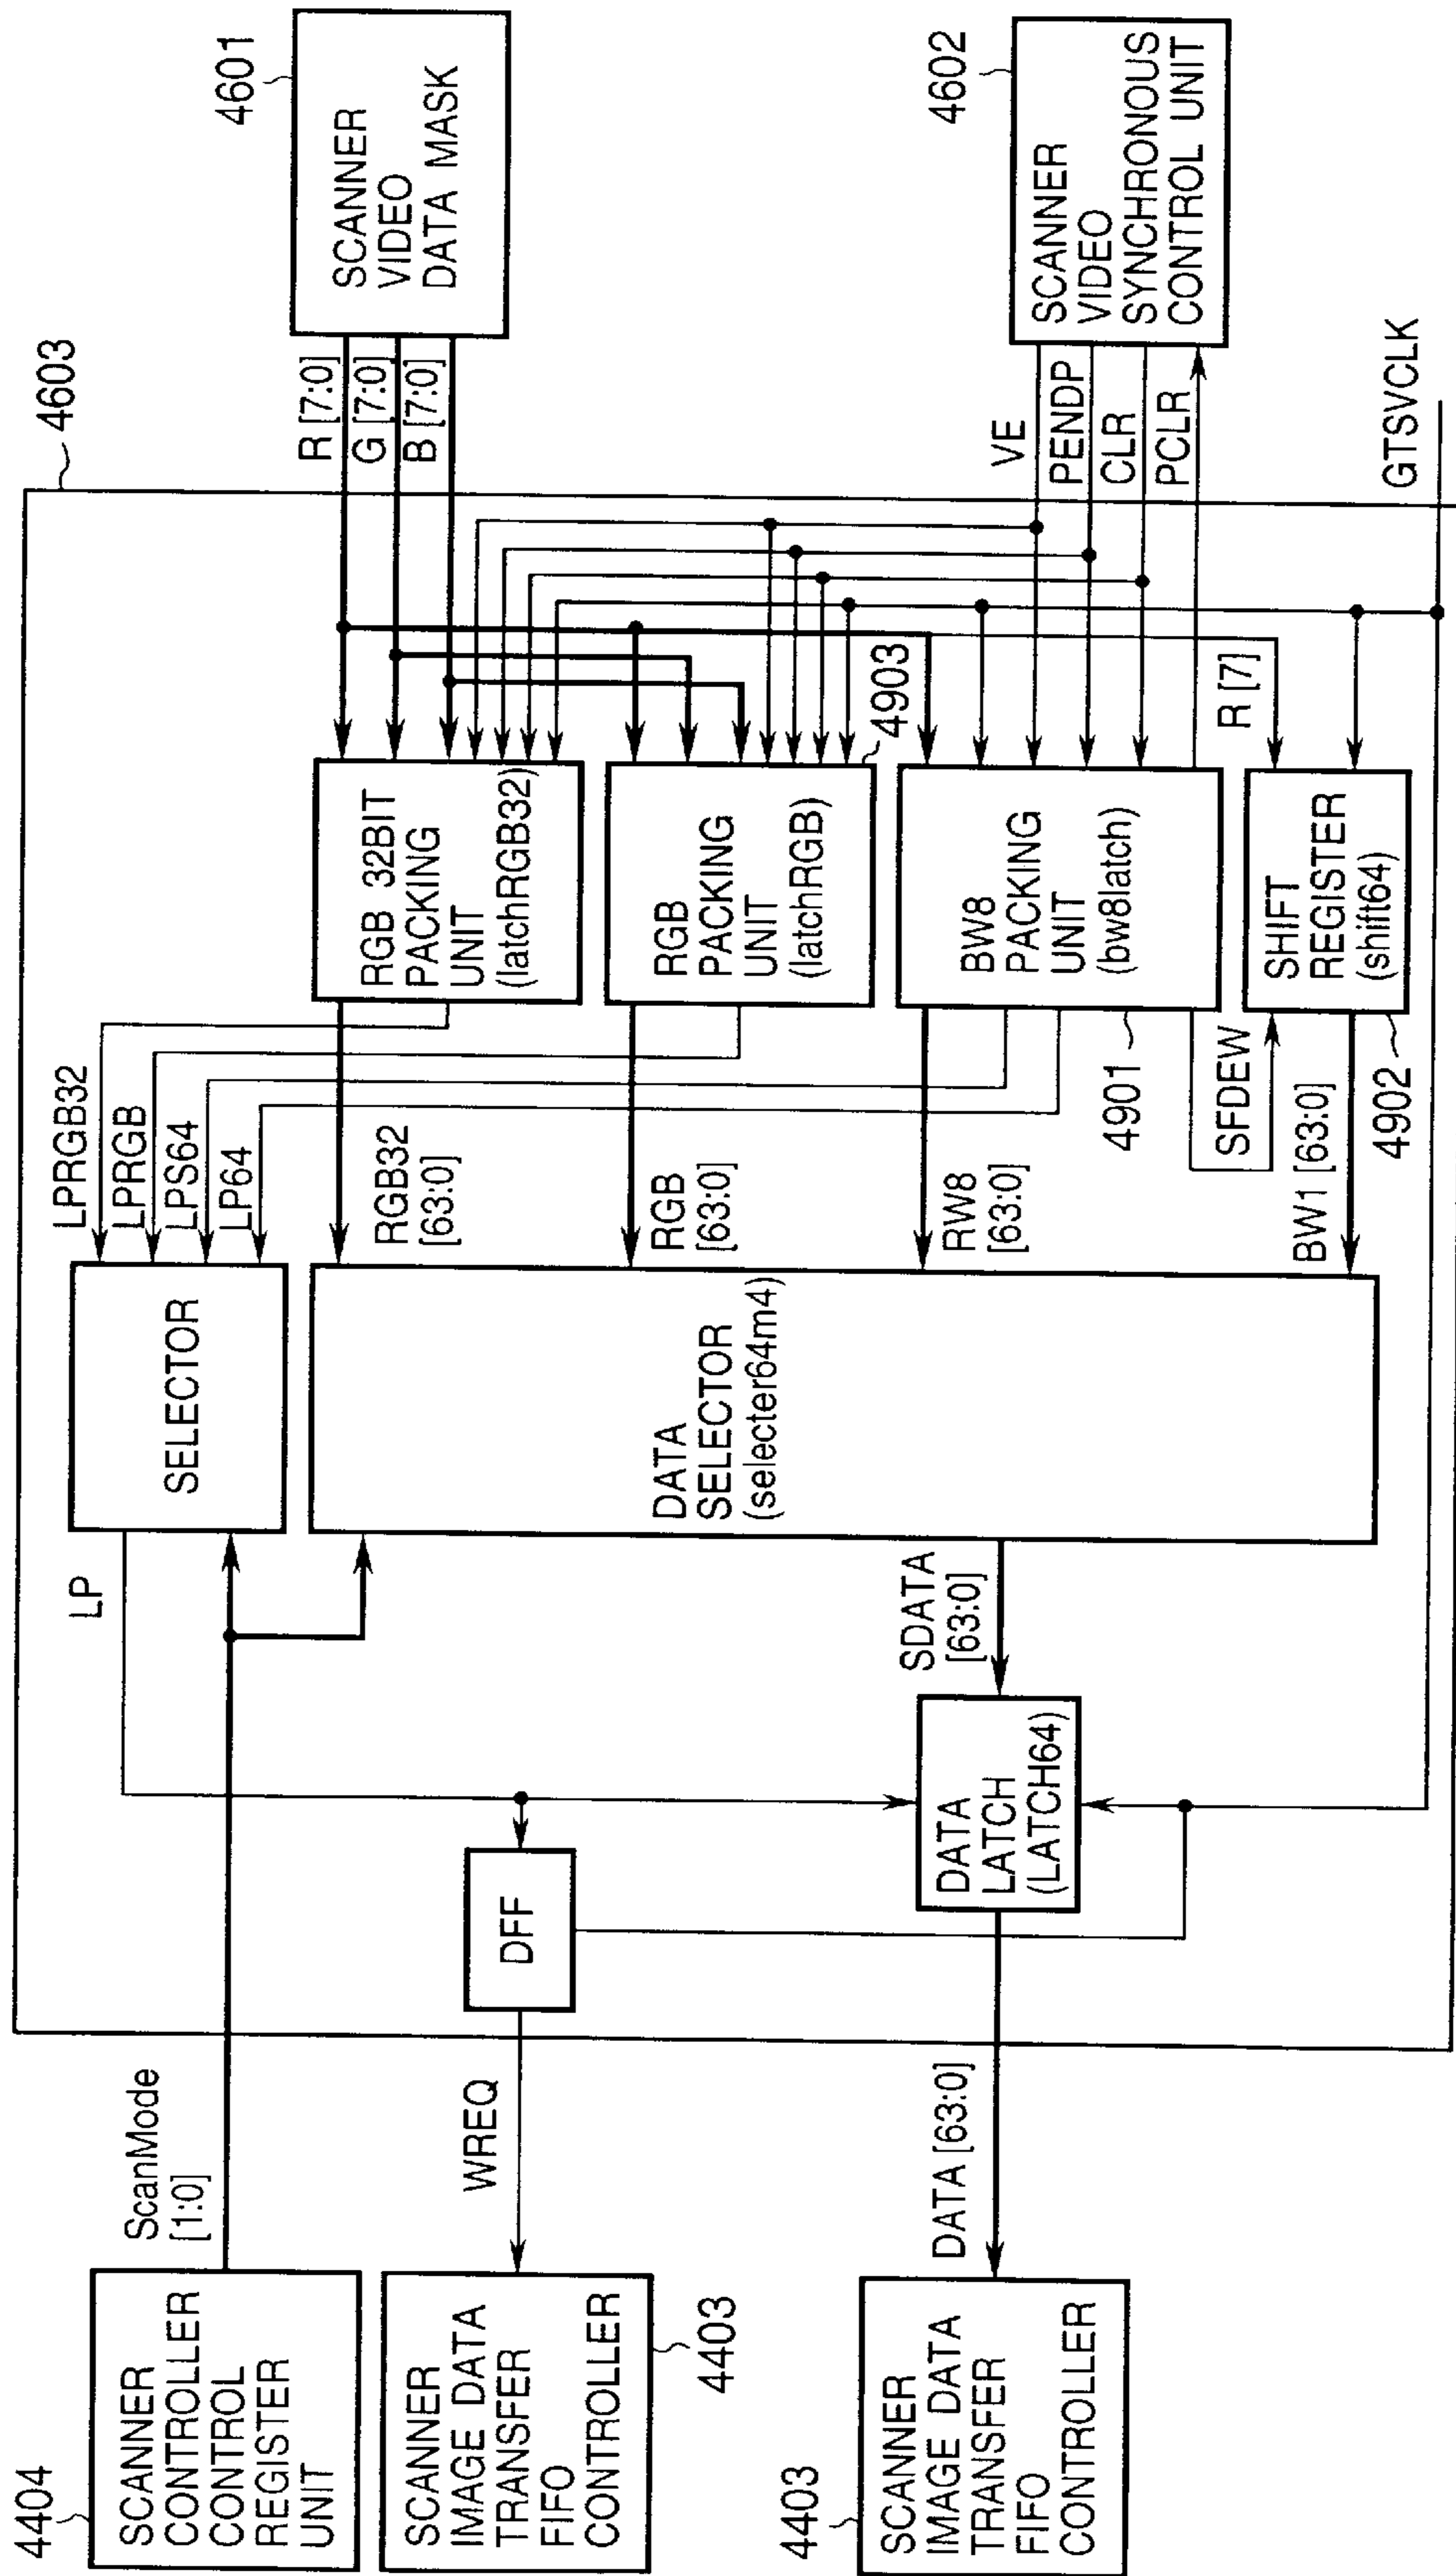 4404
SCANNER
CONTROLLER
CONTROL
REGISTER
UNIT
ScanMode
[1:0]
SCANNER
IMAGE DATA
TRANSFER
FIFO
CONTROLLER
4403
WREQ
4403
SCANNER
IMAGE DATA
TRANSFER
FIFO
CONTROLLER
DATA [63:0]
DFF
DATA
LATCH
(LATCH64)
LP
SDATA
[63:0]
SELECTOR
DATA
SELECTOR
(selecter64m4)
LPRGB32
LPRGB
LPS64
LP64
RGB32
[63:0]
RGB
[63:0]
RW8
[63:0]
BW1 [63:0]
RGB 32BIT
PACKING
UNIT
(latchRGB32)
RGB
PACKING
UNIT
(latchRGB)
4903
BW8
PACKING
UNIT
(bw8latch)
4901
SFDEW
SHIFT
REGISTER
(shift64)
4902
R [7]
4603
R [7:0]
G [7:0]
B [7:0]
VE
PENDP
CLR
PCLR
GTSVCLK
4601
SCANNER
VIDEO
DATA MASK
4602
SCANNER
VIDEO
SYNCHRONOUS
CONTROL UNIT